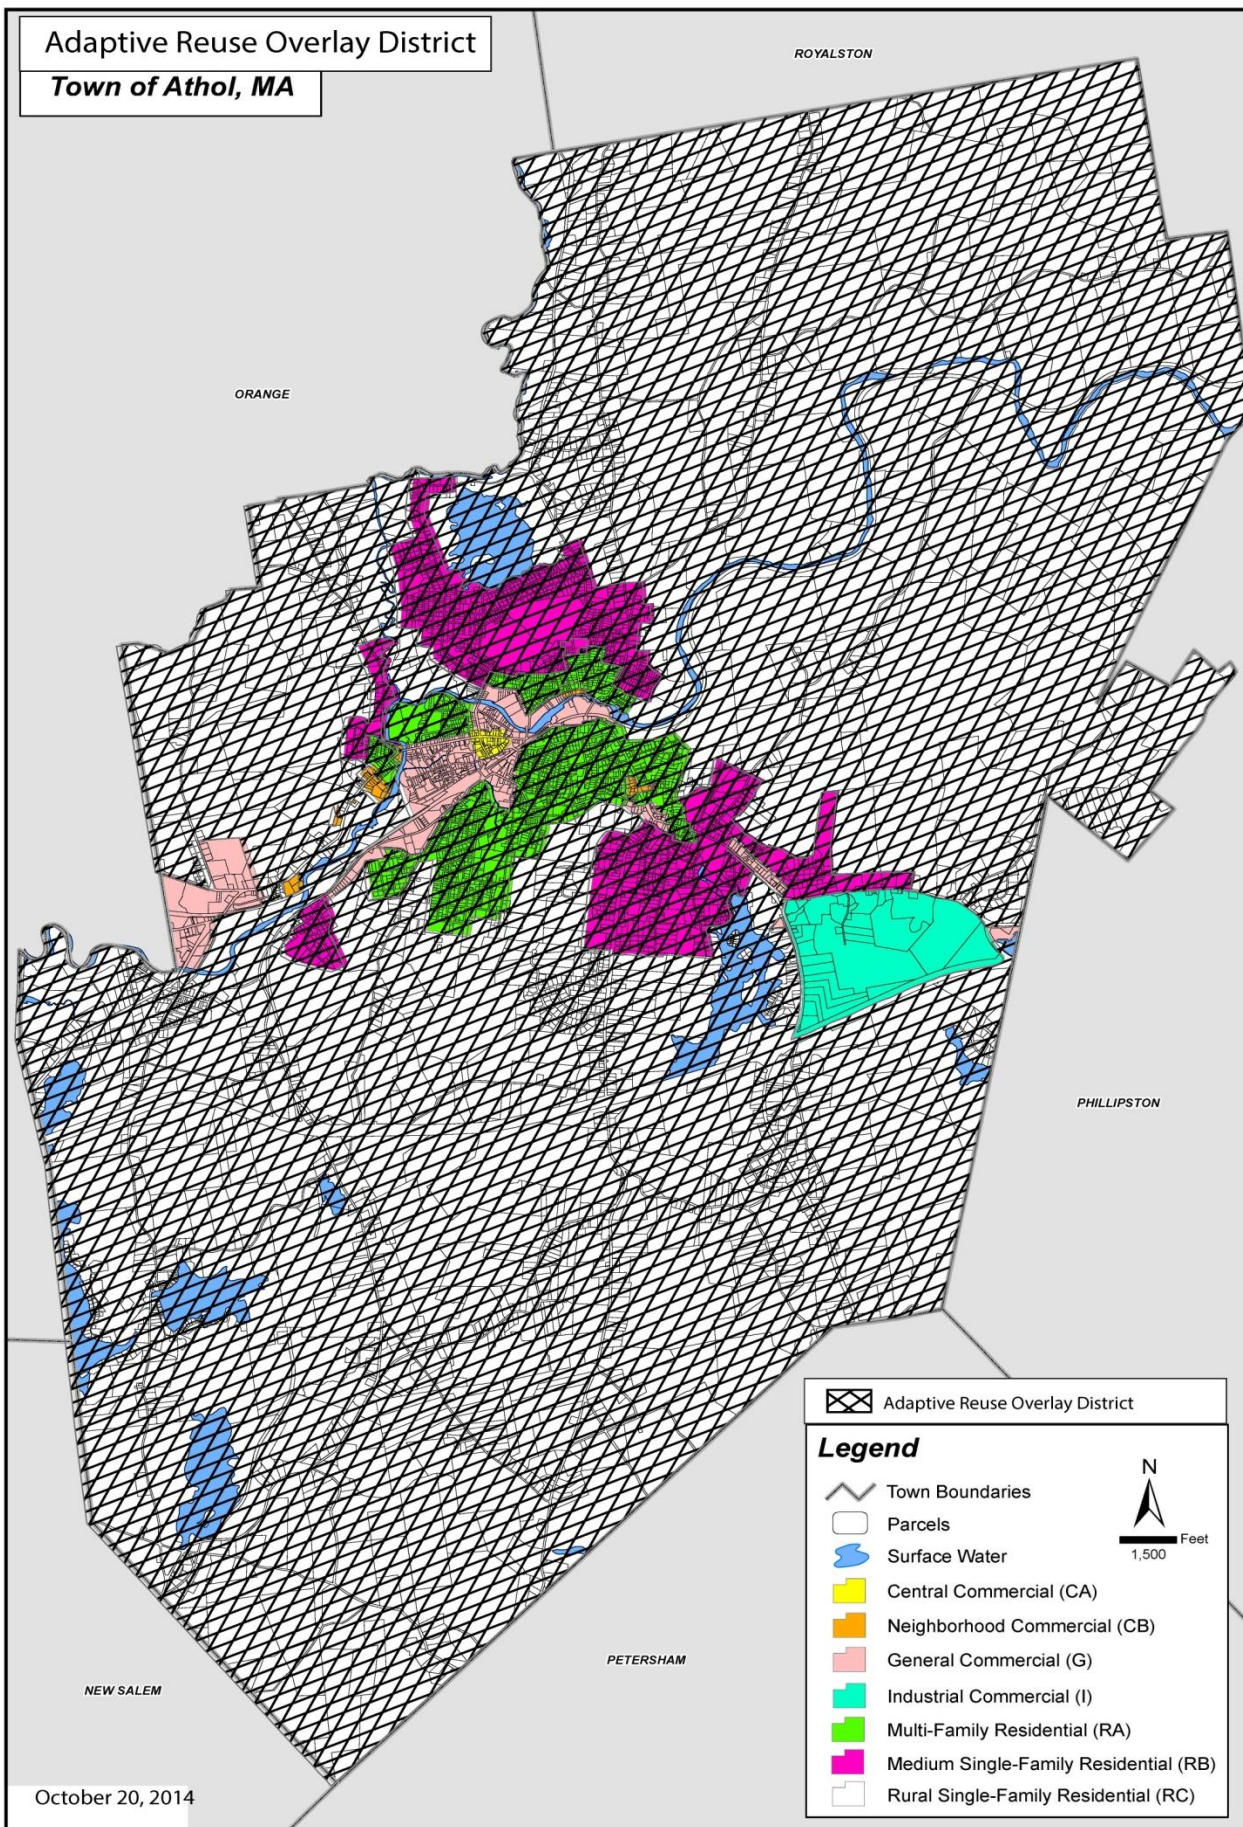 Adaptive Reuse Overlay District
Town of Athol, MA
ROYALSTON
ORANGE
PHILLIPSTON
PETERSHAM
NEW SALEM
Adaptive Reuse Overlay District
Legend
Town Boundaries
Parcels
Surface Water
Central Commercial (CA)
Neighborhood Commercial (CB)
General Commercial (G)
Industrial Commercial (I)
Multi-Family Residential (RA)
Medium Single-Family Residential (RB)
Rural Single-Family Residential (RC)
N
Feet
1,500
October 20, 2014